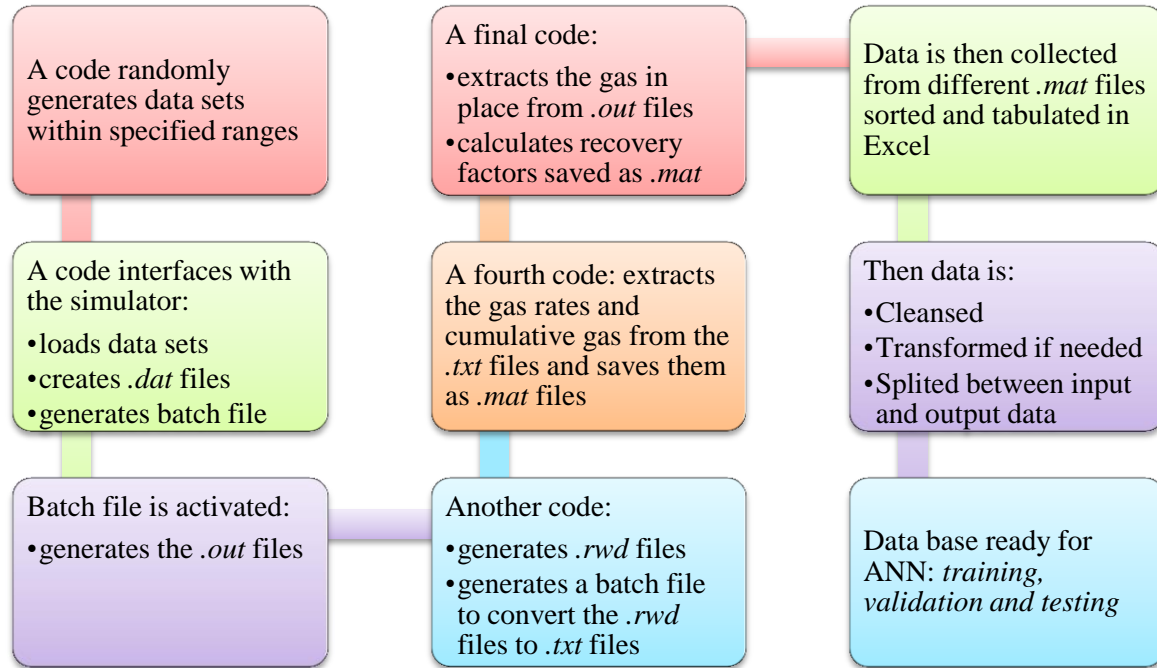 A code randomly
generates data sets
within specified ranges
A code interfaces with
the simulator:
•loads data sets
•creates .dat files
•generates batch file
Batch file is activated:
•generates the .out files
Another code:
•generates .rwd files
•generates a batch file
to convert the .rwd
files to .txt files
A fourth code: extracts
the gas rates and
cumulative gas from the
.txt files and saves them
as .mat files
A final code:
•extracts the gas in
place from .out files
•calculates recovery
factors saved as .mat
Data is then collected
from different .mat files
sorted and tabulated in
Excel
Then data is:
•Cleansed
•Transformed if needed
•Splited between input
and output data
Data base ready for
ANN: training,
validation and testing